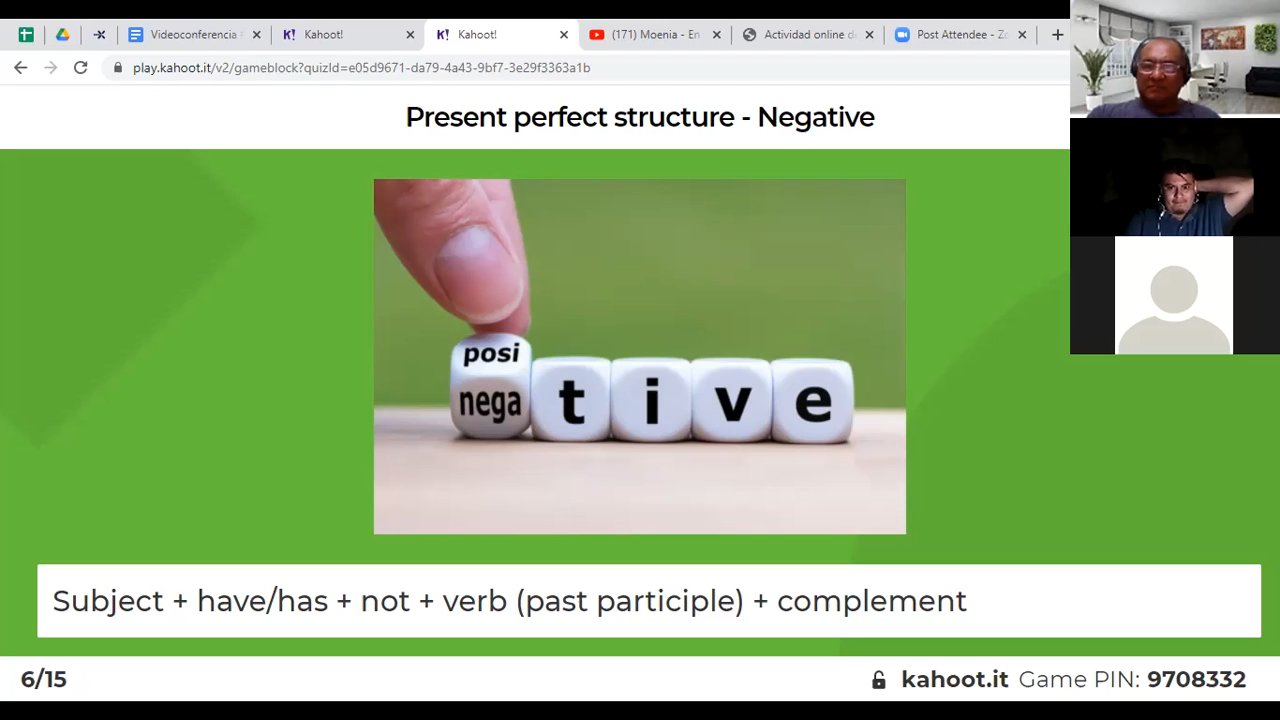 Videoconferencia
Kahoot!
Kahoot!
(171) Moenia - En
Actividad online de
Post Attendee - Zo
play.kahoot.it/v2/gameblock?quizId=e05d9671-da79-4a43-9bf7-3e29f3363a1b
Present perfect structure - Negative
posi
nega t i v e
Subject + have/has + not + verb (past participle) + complement
6/15
kahoot.it Game PIN: 9708332